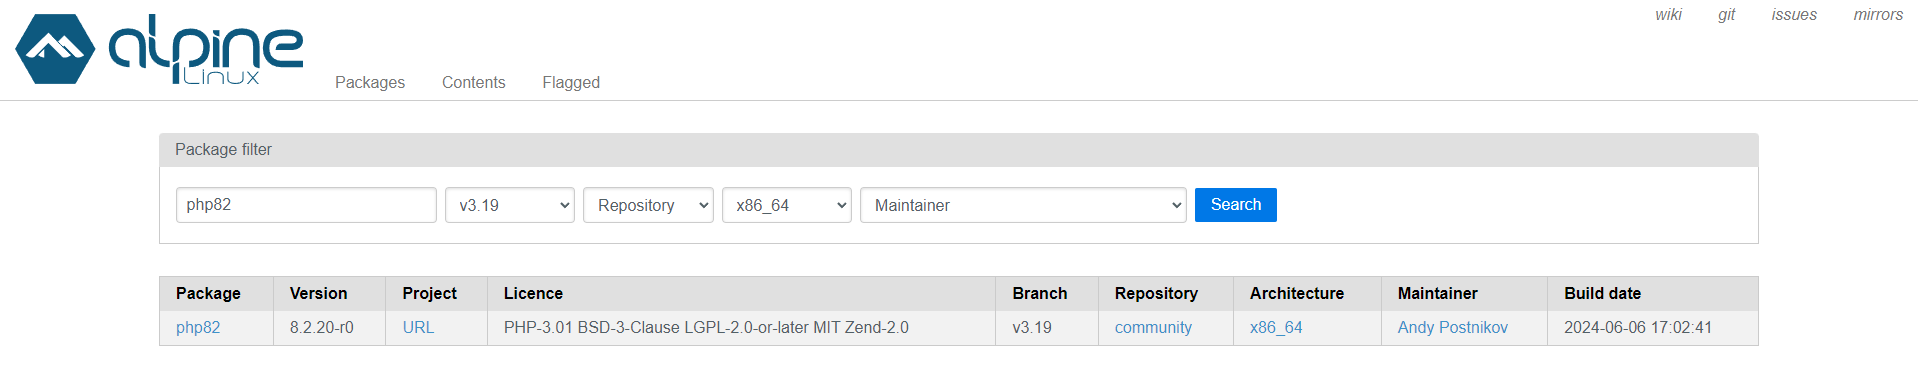 wiki git issues mirrors
alpine
Linux
Packages Contents Flagged
Package filter
php82 v3.19 Repository x86_64 Maintainer Search
Package Version Project Licence Branch Repository Architecture Maintainer Build date
php82 8.2.20-r0 URL PHP-3.01 BSD-3-Clause LGPL-2.0-or-later MIT Zend-2.0 v3.19 community x86_64 Andy Postnikov 2024-06-06 17:02:41